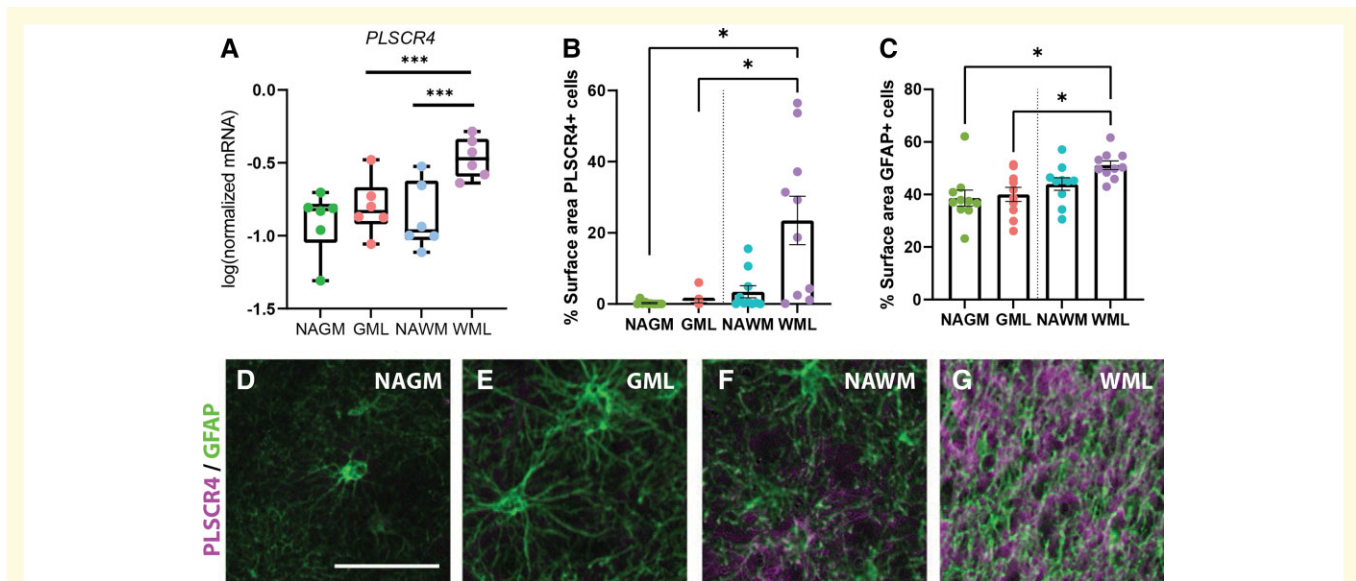 A
PLSCR4
***
***
log(normalized mRNA)
0.0
-0.5
-1.0
-1.5
NAGM GML NAWM WML
B
*
*
% Surface area PLSCR4+ cells
60
40
20
0
NAGM GML NAWM WML
C
*
*
% Surface area GFAP+ cells
80
60
40
20
0
NAGM GML NAWM WML
PLSCR4 / GFAP
D NAGM
E GML
F NAWM
G WML